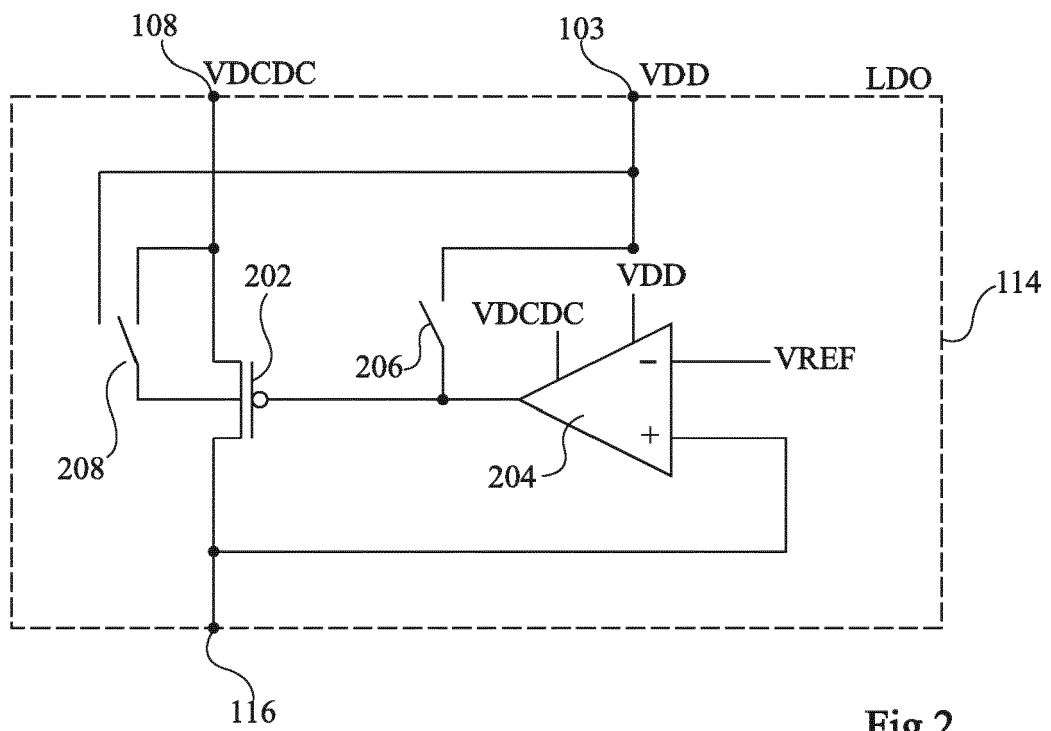 108
103
VDCDC
VDD
LDO
202
VDD
114
VDCDC
206
−
VREF
208
204
+
116
Fig 2